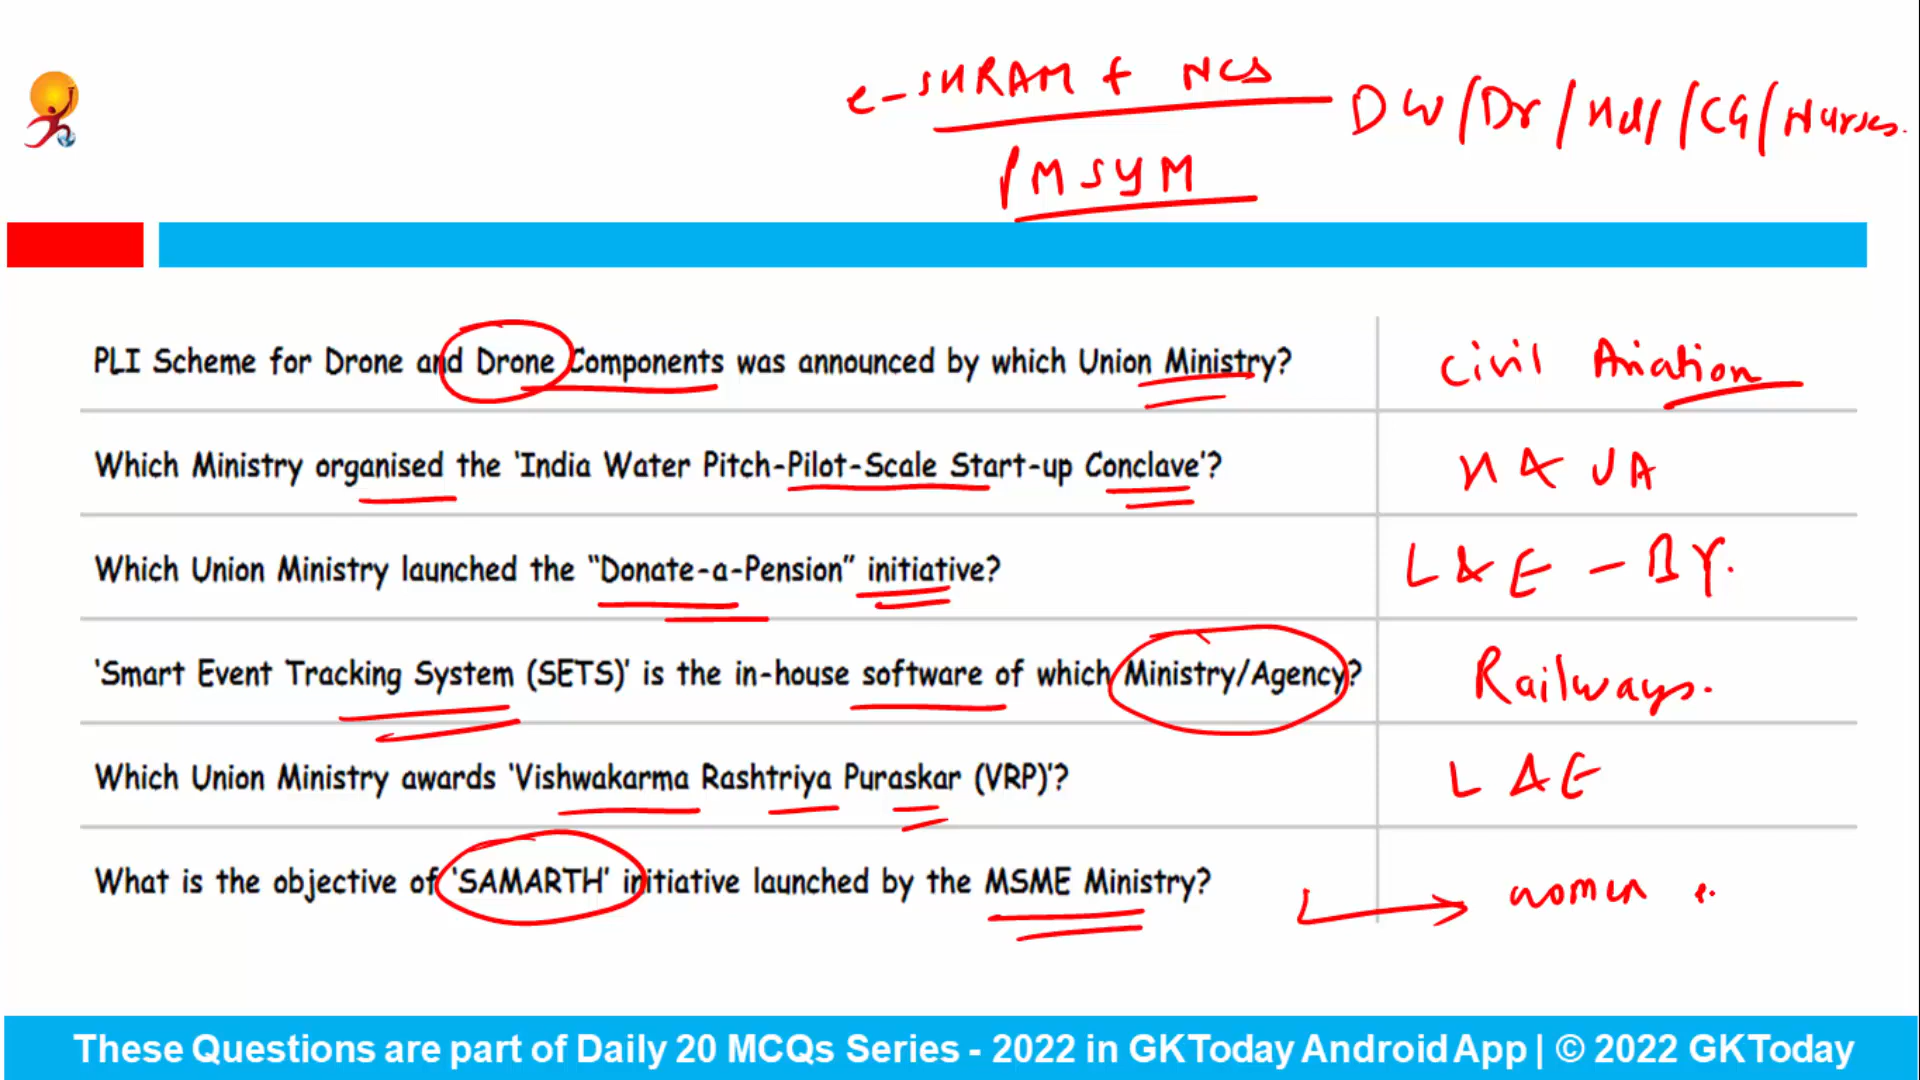 e-SHRAM + NCS
DW/Dr/Hel/CG/Nurses.
PMSYM
PLI Scheme for Drone and Drone Components was announced by which Union Ministry?
Civil Aviation
Which Ministry organised the ‘India Water Pitch-Pilot-Scale Start-up Conclave’?
H & UA
Which Union Ministry launched the “Donate-a-Pension” initiative?
L & E - BY.
‘Smart Event Tracking System (SETS)’ is the in-house software of which Ministry/Agency?
Railways.
Which Union Ministry awards ‘Vishwakarma Rashtriya Puraskar (VRP)’?
L & E
What is the objective of ‘SAMARTH’ initiative launched by the MSME Ministry?
women e.
These Questions are part of Daily 20 MCQs Series - 2022 in GKToday Android App | © 2022 GKToday